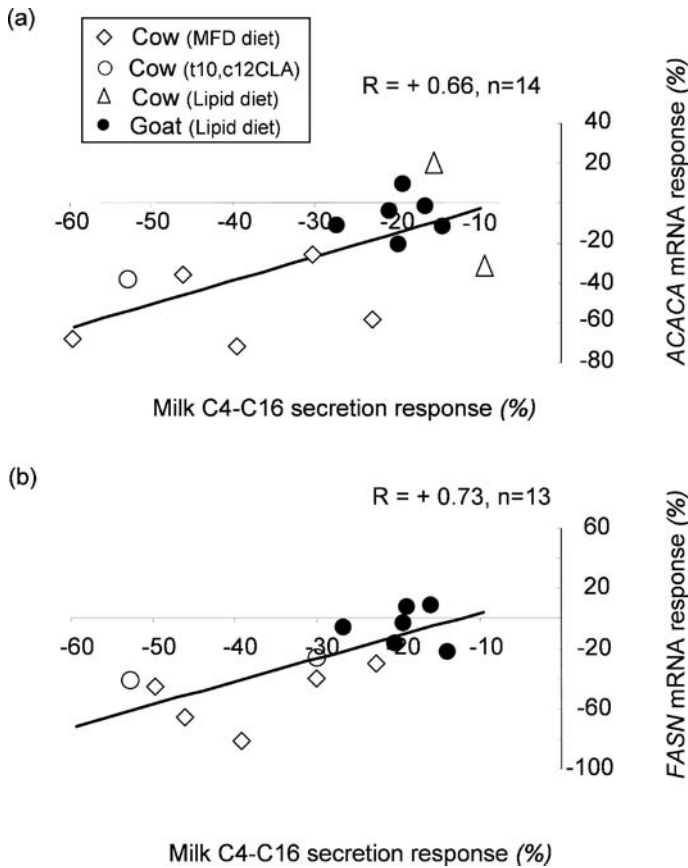 (a)
Cow (MFD diet)
Cow (t10,c12CLA)
Cow (Lipid diet)
Goat (Lipid diet)
R = + 0.66, n=14
40
20
-60 -50 -40 -30 -20 -10
-20
-40
-60
-80
ACACA mRNA response (%)
Milk C4-C16 secretion response (%)
(b)
R = + 0.73, n=13
60
20
-60 -50 -40 -30 -20 -10
-20
-60
-100
FASN mRNA response (%)
Milk C4-C16 secretion response (%)